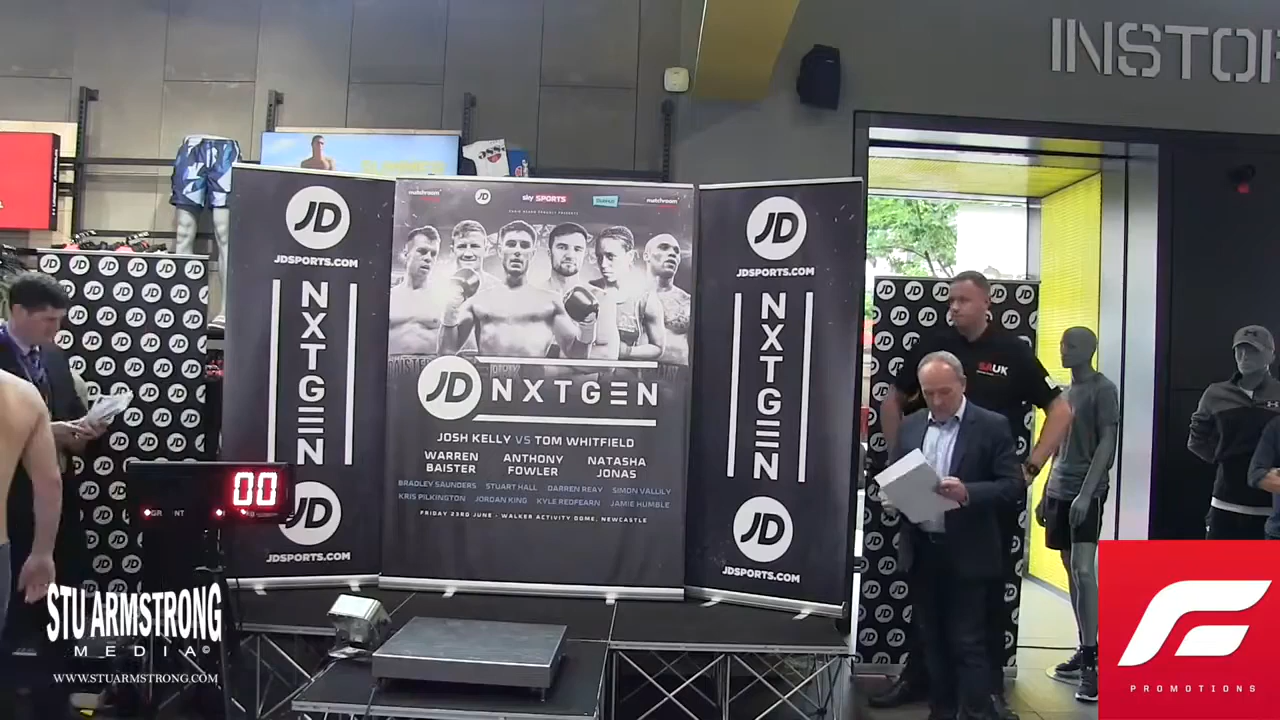 INSTOR
JD
JDSPORTS.COM
NXTGEN
JD
JDSPORTS.COM
matchroom
JD
sky SPORTS
matchroom
JD NXTGEN
JOSH KELLY VS TOM WHITFIELD
WARREN BAISTER
ANTHONY FOWLER
NATASHA JONAS
BRADLEY SAUNDERS STUART HALL DARREN REAY SIMON VALLILY
KRIS PILKINGTON JORDAN KING KYLE REDFEARN JAMIE HUMBLE
FRIDAY 23RD JUNE - WALKER ACTIVITY DOME, NEWCASTLE
JD
JDSPORTS.COM
NXTGEN
JD
JDSPORTS.COM
00
UK
STU ARMSTRONG
MEDIA©
WWW.STUARMSTRONG.COM
PROMOTIONS